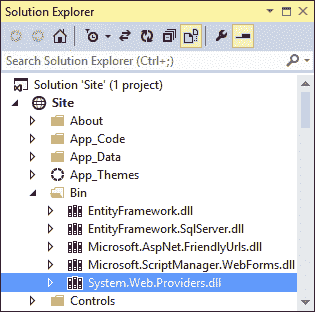 Solution Explorer
Search Solution Explorer (Ctrl+;)
Solution 'Site' (1 project)
Site
About
App_Code
App_Data
App_Themes
Bin
EntityFramework.dll
EntityFramework.SqlServer.dll
Microsoft.AspNet.FriendlyUrls.dll
Microsoft.ScriptManager.WebForms.dll
System.Web.Providers.dll
Controls